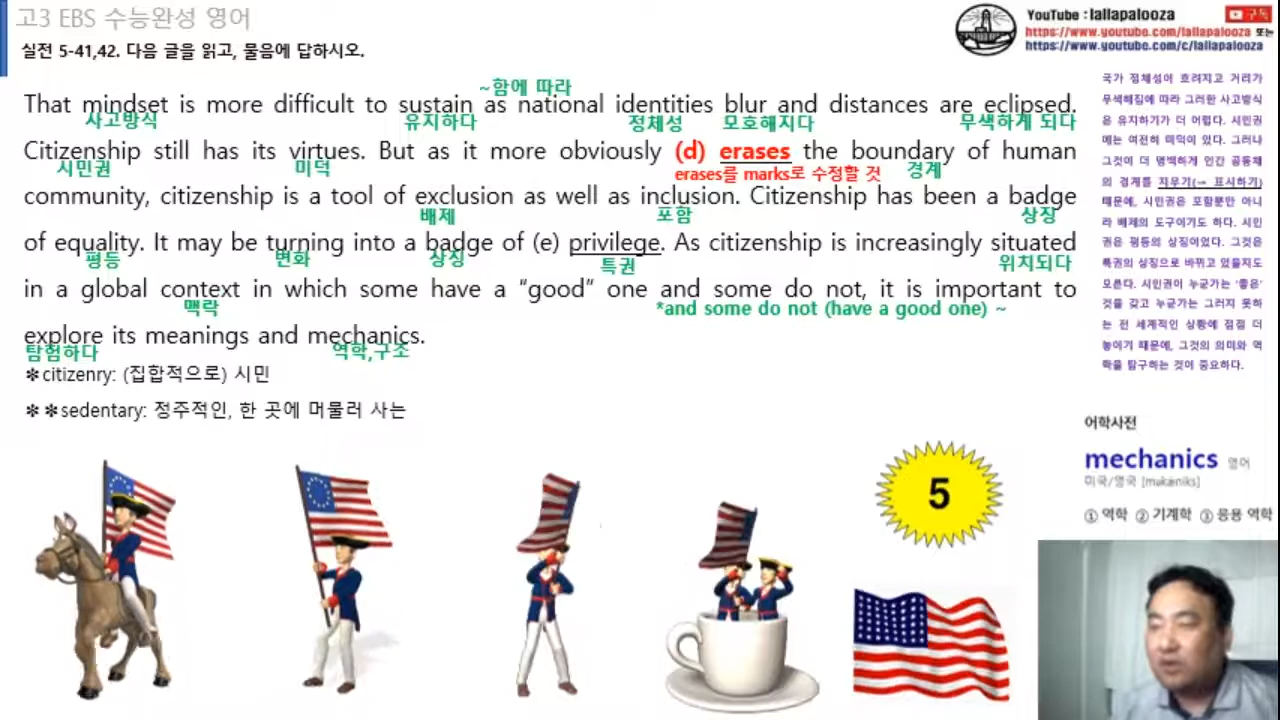 고3 EBS 수능완성 영어
실전 5-41,42. 다음 글을 읽고, 물음에 답하시오.
YouTube : lallapalooza
구독
https://www.youtube.com/lallapalooza 또는
https://www.youtube.com/c/lallapalooza
~함에 따라
That mindset is more difficult to sustain as national identities blur and distances are eclipsed.
사고방식 유지하다 정체성 모호해지다 무색하게 되다
Citizenship still has its virtues. But as it more obviously (d) erases the boundary of human
시민권 미덕 erases를 marks로 수정할 것 경계
community, citizenship is a tool of exclusion as well as inclusion. Citizenship has been a badge
배제 포함 상징
of equality. It may be turning into a badge of (e) privilege. As citizenship is increasingly situated
평등 변화 상징 특권 위치되다
in a global context in which some have a “good” one and some do not, it is important to
맥락 *and some do not (have a good one) ~
explore its meanings and mechanics.
탐험하다 역학,구조
✻citizenry: (집합적으로) 시민
✻✻sedentary: 정주적인, 한 곳에 머물러 사는
국가 정체성이 흐려지고 거리가
무색해짐에 따라 그러한 사고방식
은 유지하기가 더 어렵다. 시민권
에는 여전히 미덕이 있다. 그러나
그것이 더 명백하게 인간 공동체
의 경계를 지우기(→ 표시하기)
때문에, 시민권은 포함뿐만 아니
라 배제의 도구이기도 하다. 시민
권은 평등의 상징이었다. 그것은
특권의 상징으로 바뀌고 있을지도
모른다. 시민권이 누군가는 ‘좋은’
것을 갖고 누군가는 그러지 못하
는 전 세계적인 상황에 점점 더
놓이기 때문에, 그것의 의미와 역
학을 탐구하는 것이 중요하다.
어학사전
mechanics 영어
미국/영국 [məkæniks]
① 역학 ② 기계학 ③ 응용 역학
5